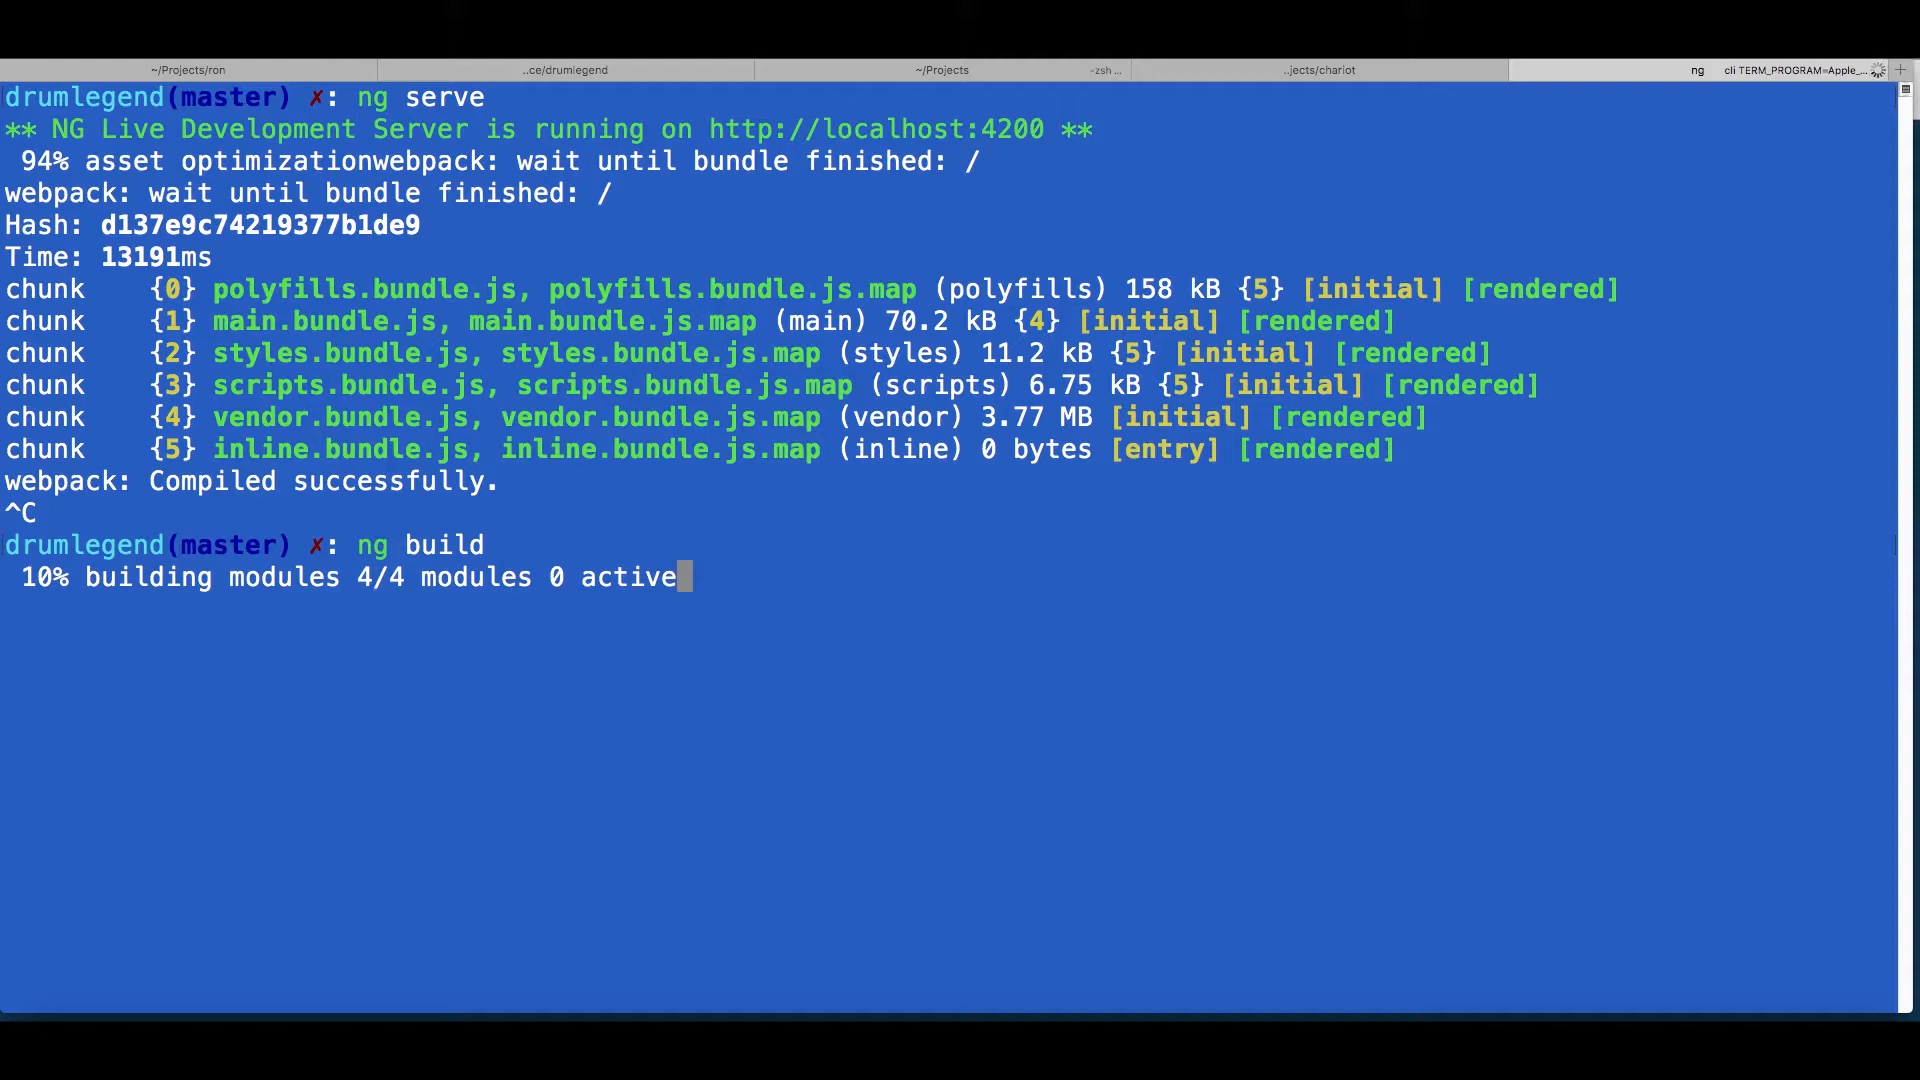 ~/Projects/ron ..ce/drumlegend ~/Projects -zsh ... ..jects/chariot ng cli TERM_PROGRAM=Apple_... +
drumlegend(master) ✗: ng serve
** NG Live Development Server is running on http://localhost:4200 **
94% asset optimizationwebpack: wait until bundle finished: /
webpack: wait until bundle finished: /
Hash: d137e9c74219377b1de9
Time: 13191ms
chunk {0} polyfills.bundle.js, polyfills.bundle.js.map (polyfills) 158 kB {5} [initial] [rendered]
chunk {1} main.bundle.js, main.bundle.js.map (main) 70.2 kB {4} [initial] [rendered]
chunk {2} styles.bundle.js, styles.bundle.js.map (styles) 11.2 kB {5} [initial] [rendered]
chunk {3} scripts.bundle.js, scripts.bundle.js.map (scripts) 6.75 kB {5} [initial] [rendered]
chunk {4} vendor.bundle.js, vendor.bundle.js.map (vendor) 3.77 MB [initial] [rendered]
chunk {5} inline.bundle.js, inline.bundle.js.map (inline) 0 bytes [entry] [rendered]
webpack: Compiled successfully.
^C
drumlegend(master) ✗: ng build
10% building modules 4/4 modules 0 active